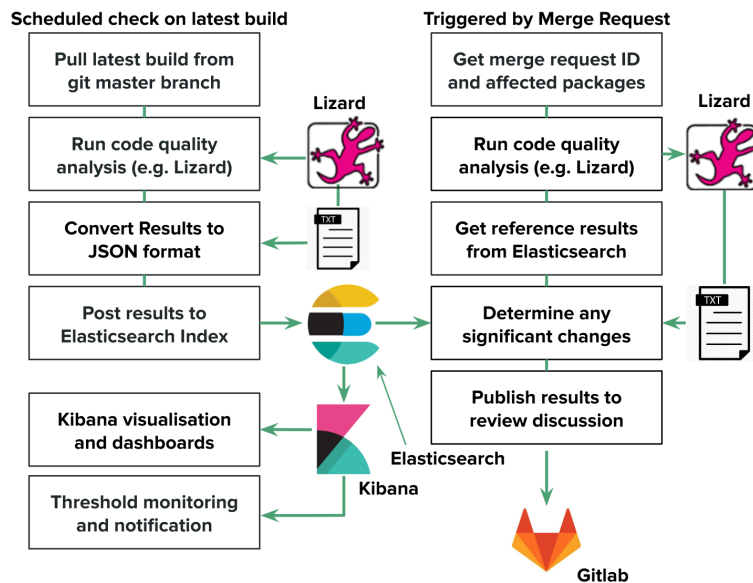 Scheduled check on latest build
Pull latest build from
git master branch
Lizard
Run code quality
analysis (e.g. Lizard)
Convert Results to
JSON format
TXT
Post results to
Elasticsearch Index
Kibana visualisation
and dashboards
Elasticsearch
Kibana
Threshold monitoring
and notification
Triggered by Merge Request
Get merge request ID
and affected packages
Lizard
Run code quality
analysis (e.g. Lizard)
Get reference results
from Elasticsearch
Determine any
significant changes
TXT
Publish results to
review discussion
Gitlab